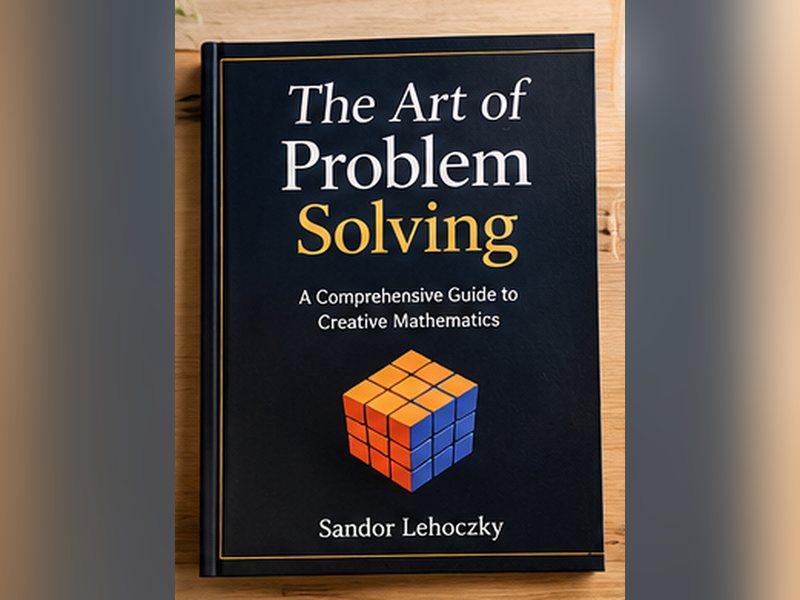 The Art of
Problem
Solving
A Comprehensive Guide to
Creative Mathematics
Sandor Lehoczky